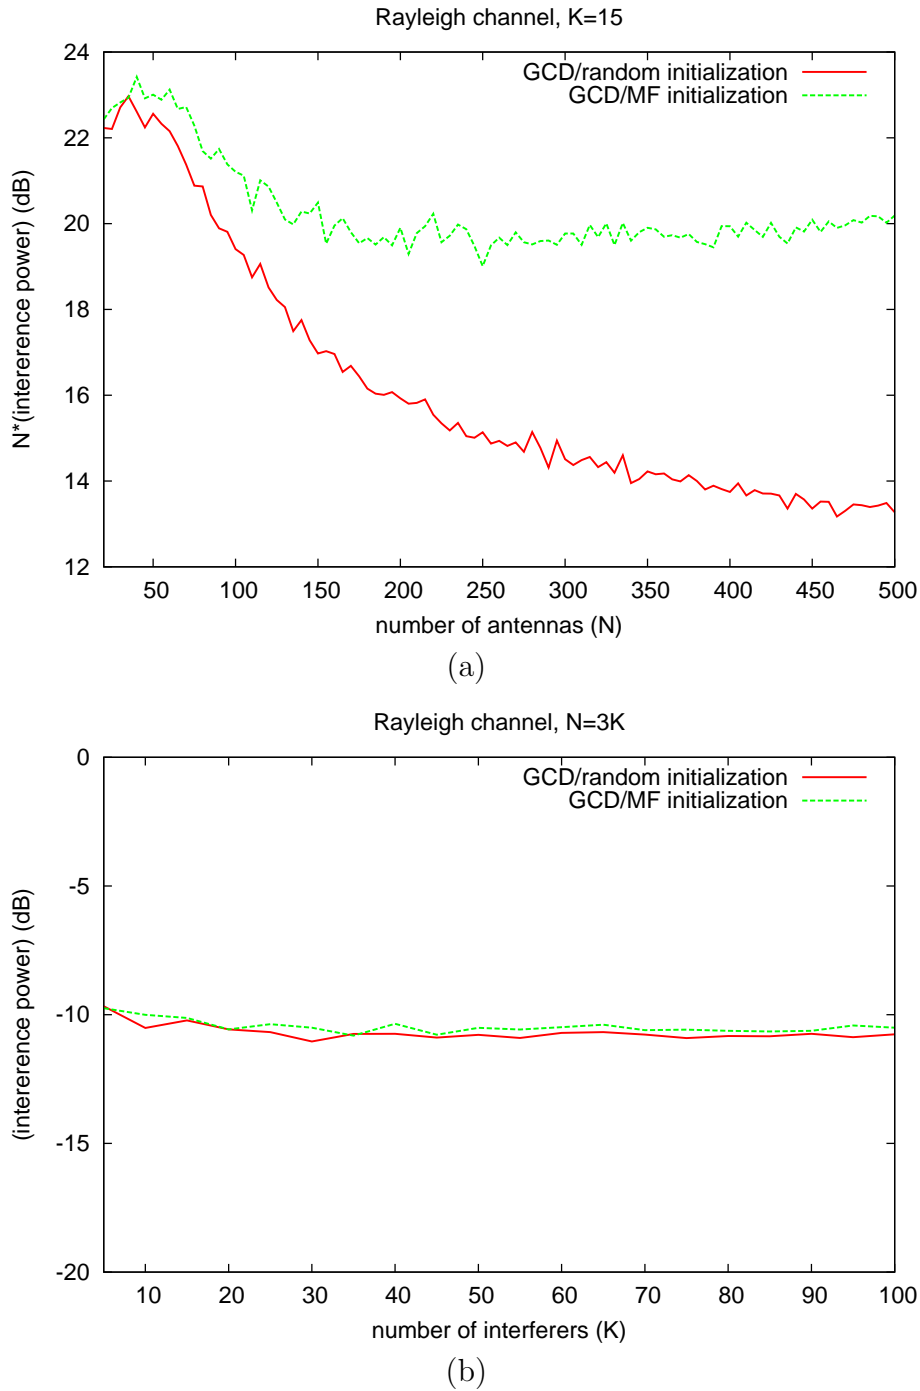 Rayleigh channel, K=15
24
22
20
18
16
14
12
N*(intererence power) (dB)
GCD/random initialization
GCD/MF initialization
50 100 150 200 250 300 350 400 450 500
number of antennas (N)
(a)
Rayleigh channel, N=3K
0
-5
-10
-15
-20
(intererence power) (dB)
GCD/random initialization
GCD/MF initialization
10 20 30 40 50 60 70 80 90 100
number of interferers (K)
(b)